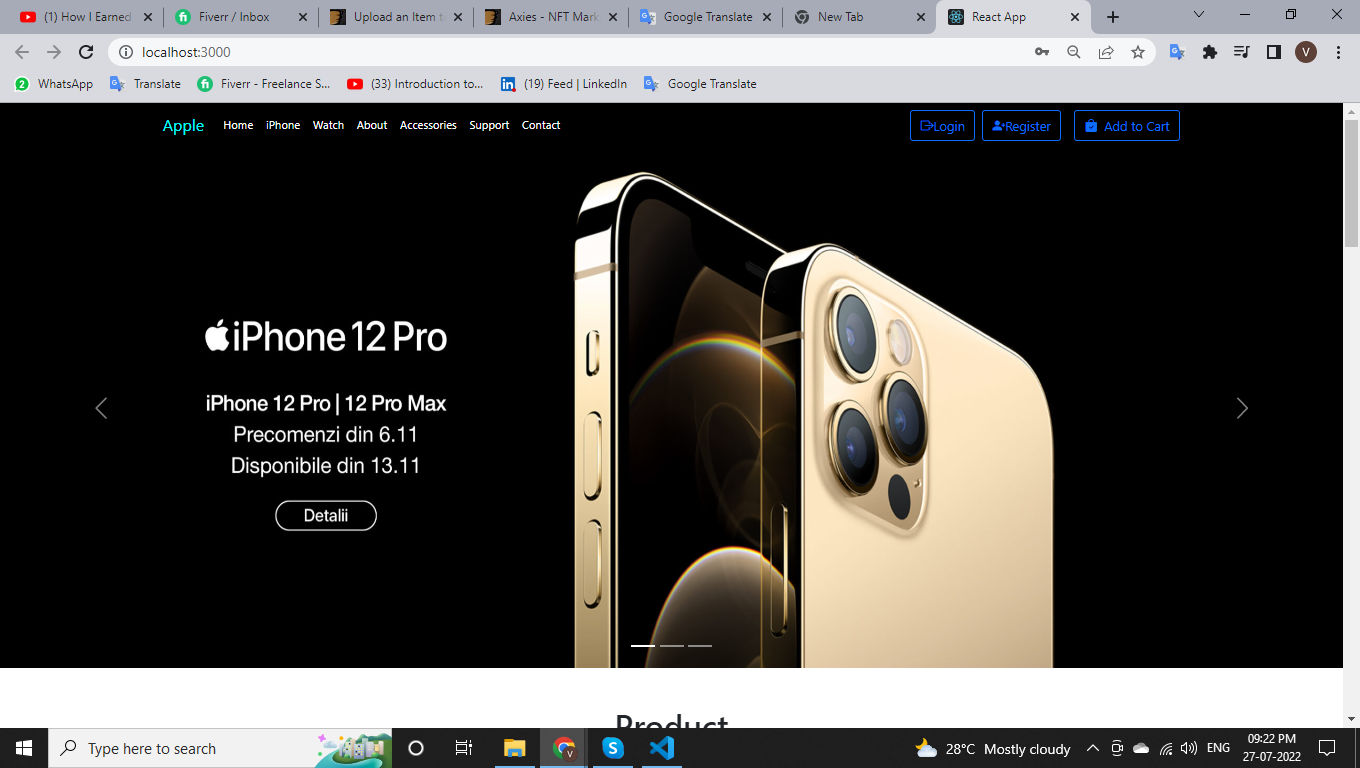 (1) How I Earned
Fiverr / Inbox
Upload an Item t
Axies - NFT Mark
Google Translate
New Tab
React App
localhost:3000
V
2
WhatsApp
Translate
Fiverr - Freelance S...
(33) Introduction to...
(19) Feed | LinkedIn
Google Translate
Apple
Home
iPhone
Watch
About
Accessories
Support
Contact
Login
Register
Add to Cart
iPhone 12 Pro
iPhone 12 Pro | 12 Pro Max
Precomenzi din 6.11
Disponibile din 13.11
Detalii
Product
Type here to search
28°C Mostly cloudy
ENG
09:22 PM
27-07-2022